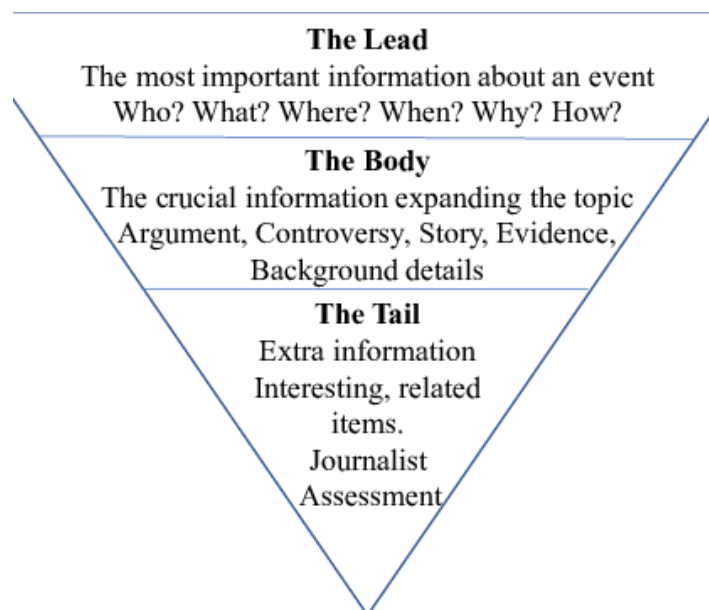 The Lead
The most important information about an event
Who? What? Where? When? Why? How?
The Body
The crucial information expanding the topic
Argument, Controversy, Story, Evidence,
Background details
The Tail
Extra information
Interesting, related
items.
Journalist
Assessment